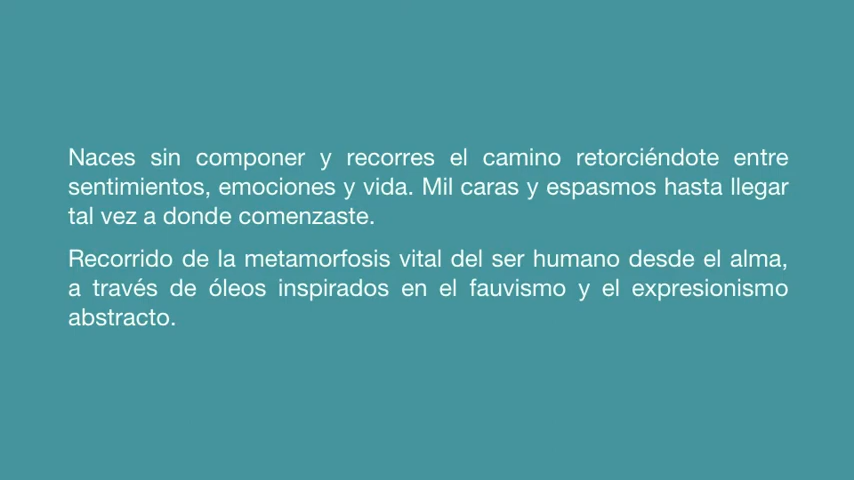 Naces sin componer y recorres el camino retorciéndote entre
sentimientos, emociones y vida. Mil caras y espasmos hasta llegar
tal vez a donde comenzaste.
Recorrido de la metamorfosis vital del ser humano desde el alma,
a través de óleos inspirados en el fauvismo y el expresionismo
abstracto.